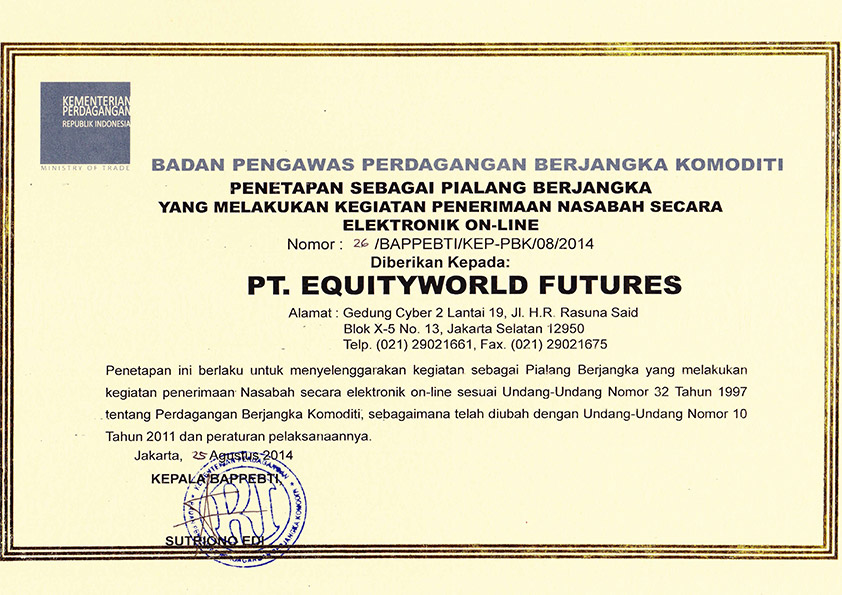 KEMENTERIAN
PERDAGANGAN
REPUBLIK INDONESIA
MINISTRY OF TRADE
BADAN PENGAWAS PERDAGANGAN BERJANGKA KOMODITI
PENETAPAN SEBAGAI PIALANG BERJANGKA
YANG MELAKUKAN KEGIATAN PENERIMAAN NASABAH SECARA
ELEKTRONIK ON-LINE
Nomor : 26 /BAPPEBTI/KEP-PBK/08/2014
Diberikan Kepada:
PT. EQUITYWORLD FUTURES
Alamat : Gedung Cyber 2 Lantai 19, Jl. H.R. Rasuna Said
Blok X-5 No. 13, Jakarta Selatan 12950
Telp. (021) 29021661, Fax. (021) 29021675
Penetapan ini berlaku untuk menyelenggarakan kegiatan sebagai Pialang Berjangka yang melakukan
kegiatan penerimaan Nasabah secara elektronik on-line sesuai Undang-Undang Nomor 32 Tahun 1997
tentang Perdagangan Berjangka Komoditi, sebagaimana telah diubah dengan Undang-Undang Nomor 10
Tahun 2011 dan peraturan pelaksanaannya.
Jakarta, 25 Agustus 2014
KEPALA BAPPEBTI,
RI
SUTRIONO EDI